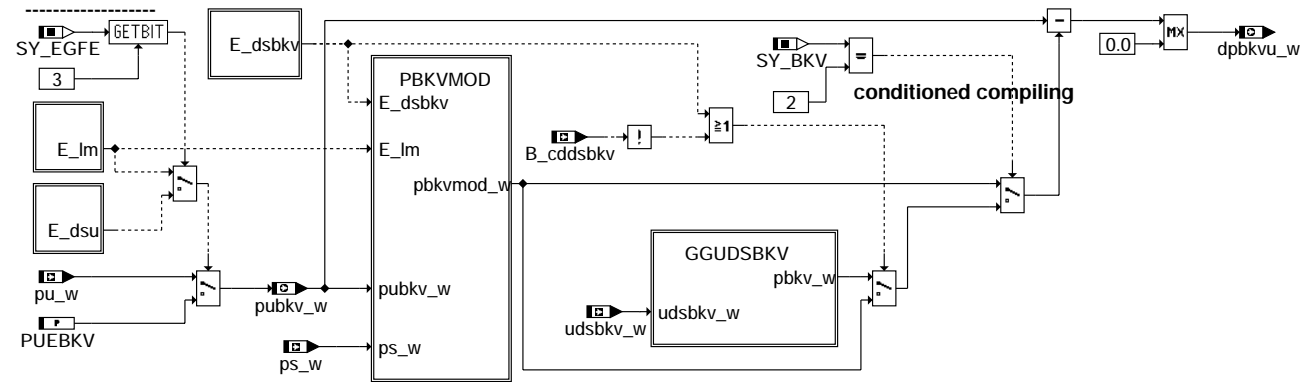 SY_EGFE
GETBIT
3
E_dsbkv
PBKVMOD
E_dsbkv
E_lm
pbkvmod_w
pubkv_w
ps_w
E_lm
E_dsu
pu_w
PUEBKV
P
pubkv_w
ps_w
SY_BKV
=
2
conditioned compiling
B_cddsbkv
!
≥1
GGUDSBKV
pbkv_w
udsbkv_w
udsbkv_w
-
0.0
MX
dpbkvu_w